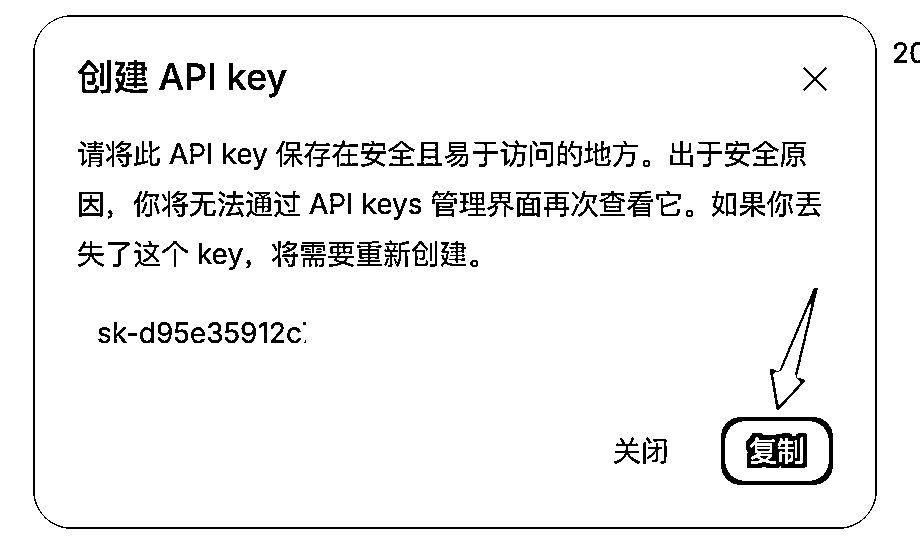 创建 API key
20
请将此 API key 保存在安全且易于访问的地方。出于安全原
因，你将无法通过 API keys 管理界面再次查看它。如果你丢
失了这个 key，将需要重新创建。
sk-d95e35912c
关闭
复制